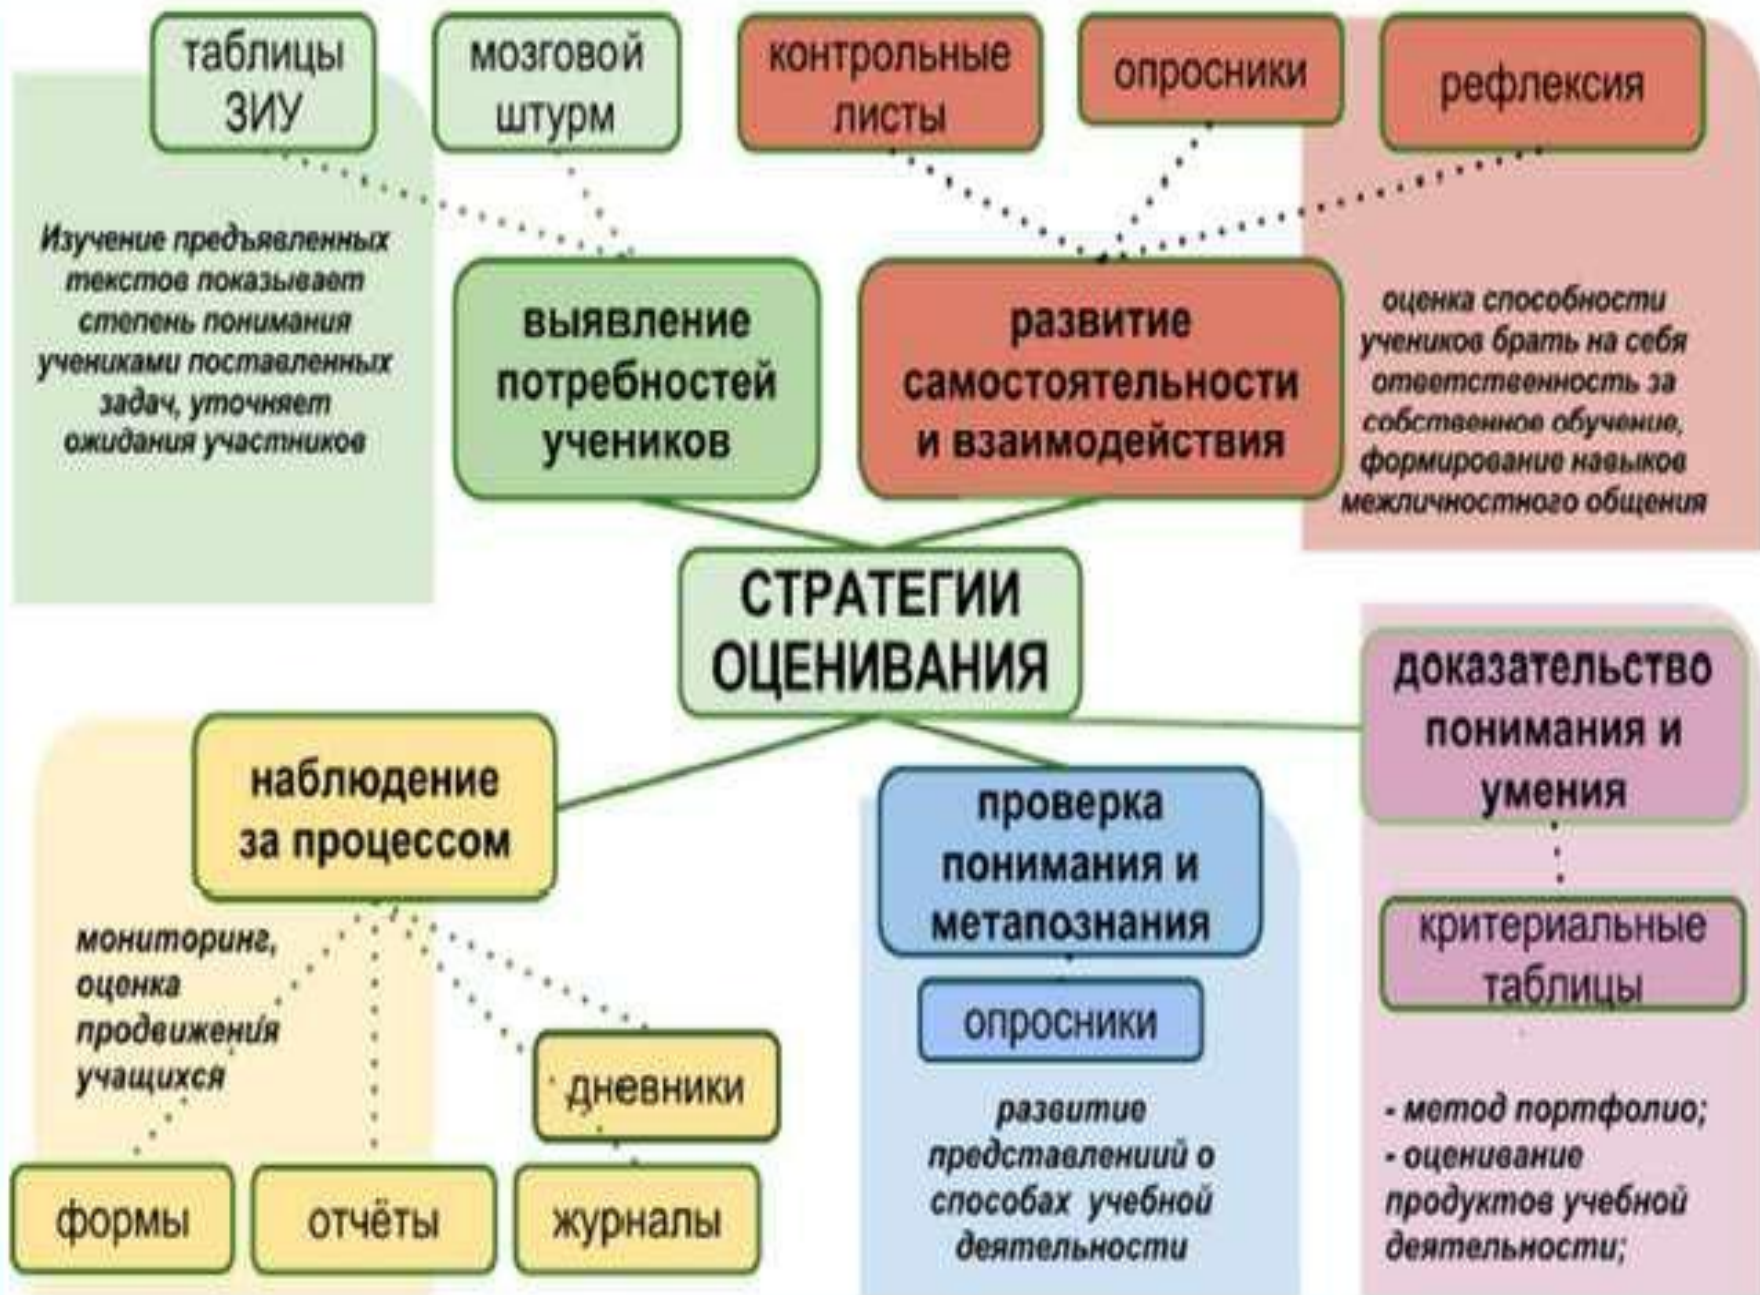 таблицы
ЗИУ
мозговой
штурм
контрольные
листы
опросники
рефлексия
Изучение предъявленных
текстов показывает
степень понимания
учениками поставленных
задач, уточняет
ожидания участников
выявление
потребностей
учеников
развитие
самостоятельности
и взаимодействия
оценка способности
учеников брать на себя
ответственность за
собственное обучение,
формирование навыков
межличностного общения
СТРАТЕГИИ
ОЦЕНИВАНИЯ
наблюдение
за процессом
мониторинг,
оценка
продвижения
учащихся
формы
отчёты
дневники
журналы
проверка
понимания и
метапознания
опросники
развитие
представлениий о
способах учебной
деятельности
доказательство
понимания и
умения
критериальные
таблицы
- метод портфолио;
- оценивание
продуктов учебной
деятельности;